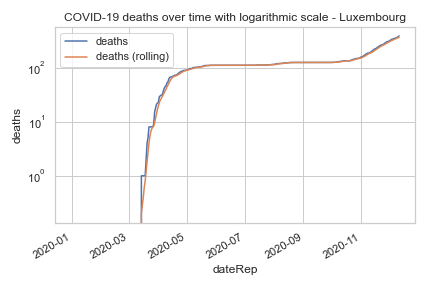 COVID-19 deaths over time with logarithmic scale - Luxembourg
deaths
deaths (rolling)
10²
10¹
10⁰
deaths
2020-01
2020-03
2020-05
2020-07
2020-09
2020-11
dateRep